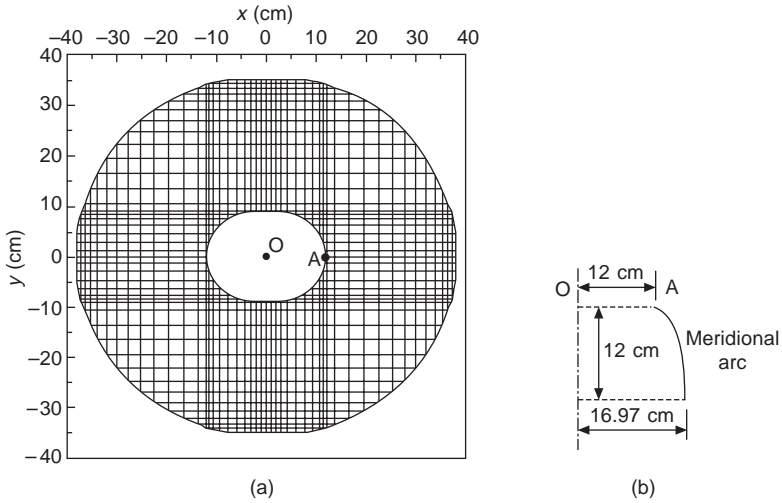 x (cm)
–40 –30 –20 –10 0 10 20 30 40
40
30
20
10
0
–10
–20
–30
–40
y (cm)
O
A
(a)
12 cm
O
A
12 cm
Meridional
arc
16.97 cm
(b)